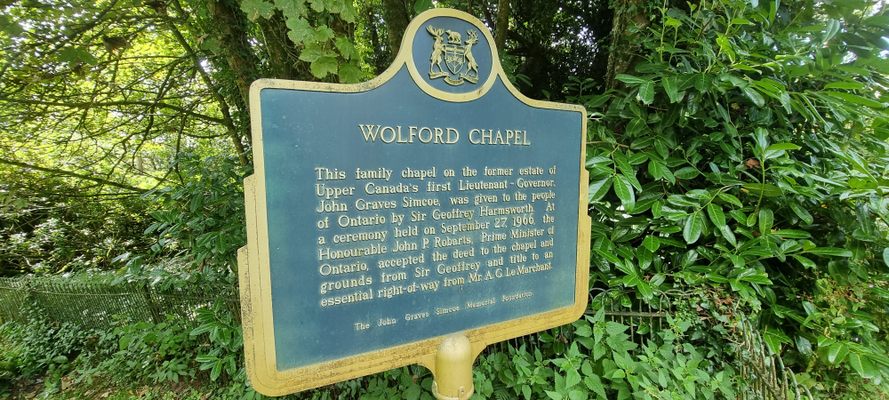 WOLFORD CHAPEL
This family chapel on the former estate of
Upper Canada's first Lieutenant-Governor,
John Graves Simcoe, was given to the people
of Ontario by Sir Geoffrey Harmsworth. At
a ceremony held on September 27, 1966, the
Honourable John P. Robarts, Prime Minister of
Ontario, accepted the deed to the chapel and
grounds from Sir Geoffrey and title to an
essential right-of-way from Mr. A. G. Le Marchant.
The John Graves Simcoe Memorial Foundation.